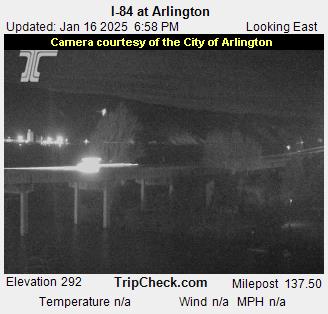 I-84 at Arlington
Updated: Jan 16 2025 6:58 PM Looking East
Camera courtesy of the City of Arlington
Elevation 292 TripCheck.com Milepost 137.50
Temperature n/a Wind n/a MPH n/a